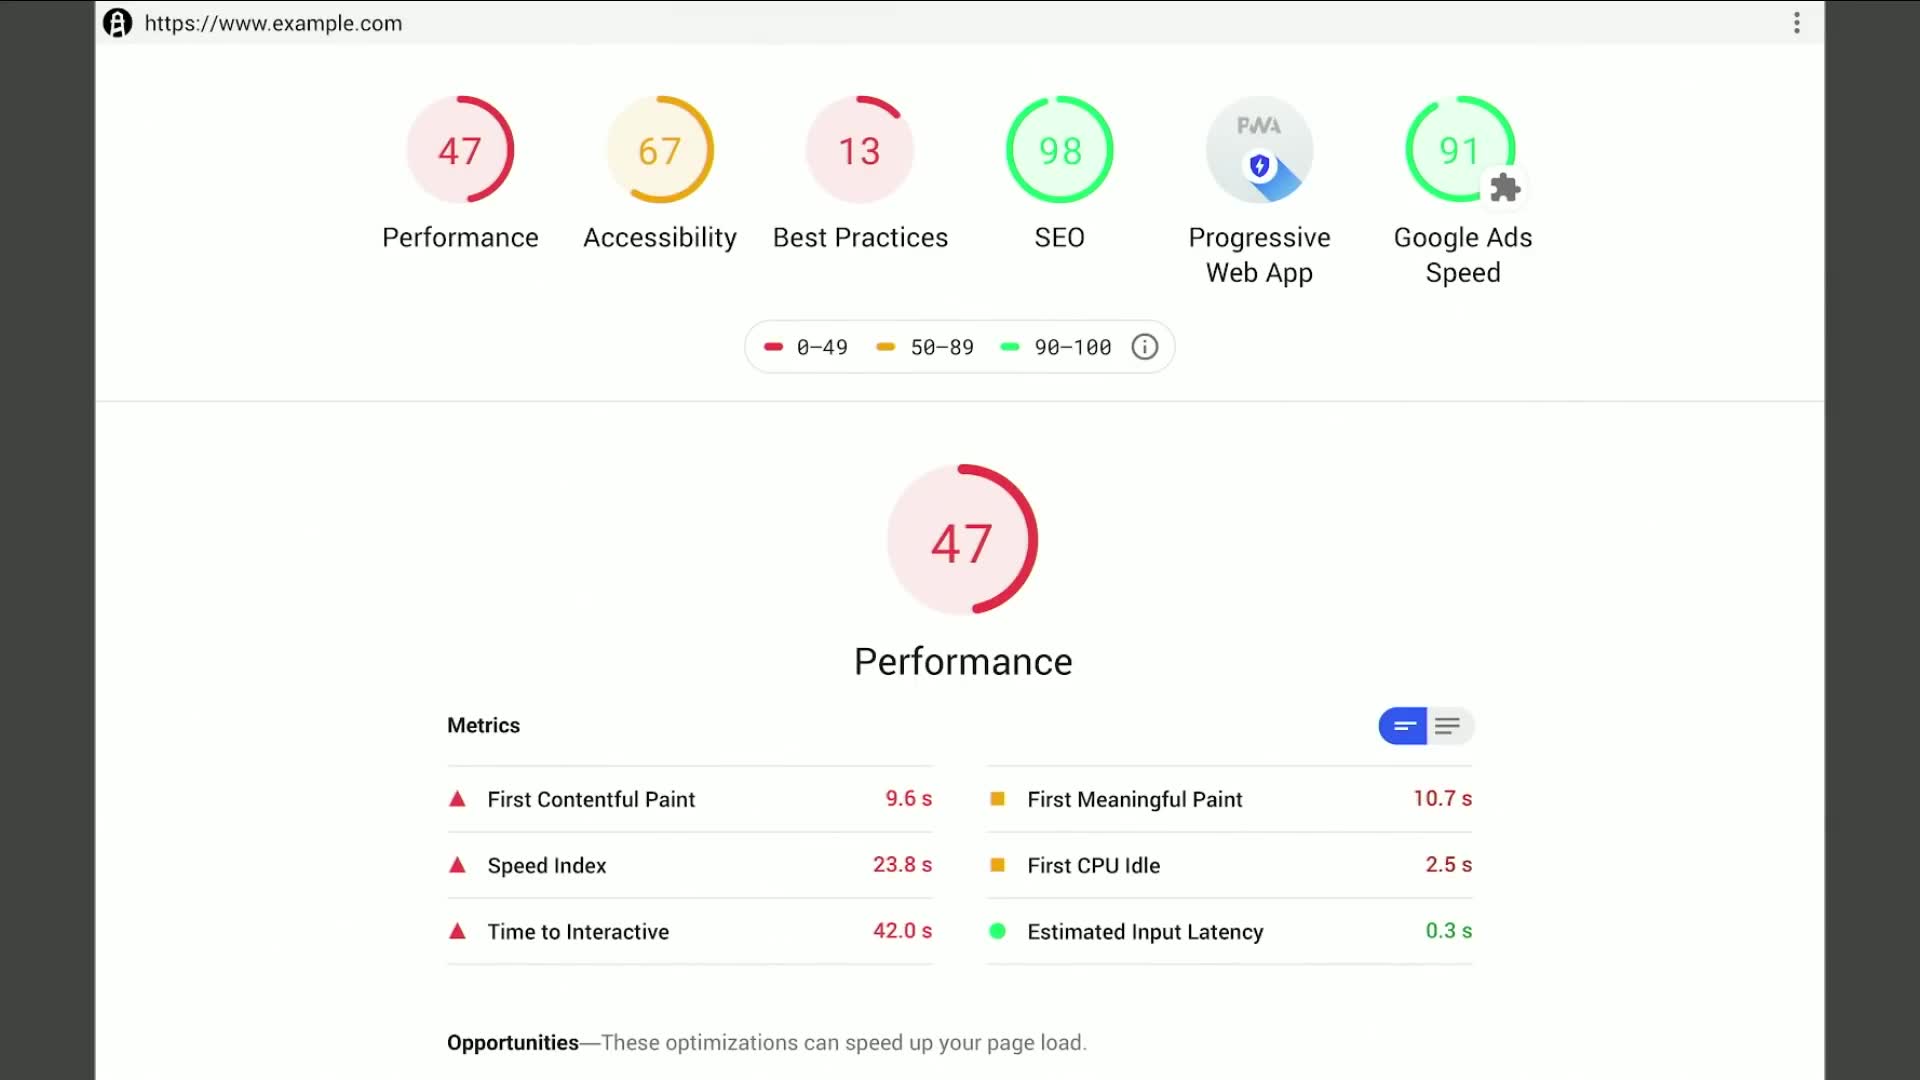 https://www.example.com
47
67
13
98
PWA
91
Performance
Accessibility
Best Practices
SEO
Progressive
Web App
Google Ads
Speed
0–49
50–89
90–100
47
Performance
Metrics
First Contentful Paint 9.6 s
First Meaningful Paint 10.7 s
Speed Index 23.8 s
First CPU Idle 2.5 s
Time to Interactive 42.0 s
Estimated Input Latency 0.3 s
Opportunities—These optimizations can speed up your page load.